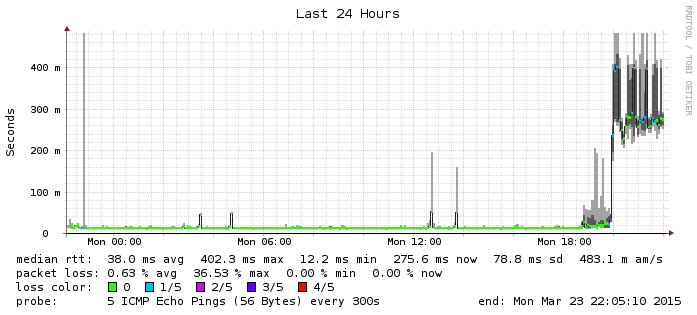 Last 24 Hours
RRDTOOL / TOBI OETIKER
Seconds
400 m
300 m
200 m
100 m
0
Mon 00:00 Mon 06:00 Mon 12:00 Mon 18:00
median rtt: 38.0 ms avg 402.3 ms max 12.2 ms min 275.6 ms now 78.8 ms sd 483.1 m am/s
packet loss: 0.63 % avg 36.53 % max 0.00 % min 0.00 % now
loss color: 0 1/5 2/5 3/5 4/5
probe: 5 ICMP Echo Pings (56 Bytes) every 300s end: Mon Mar 23 22:05:10 2015